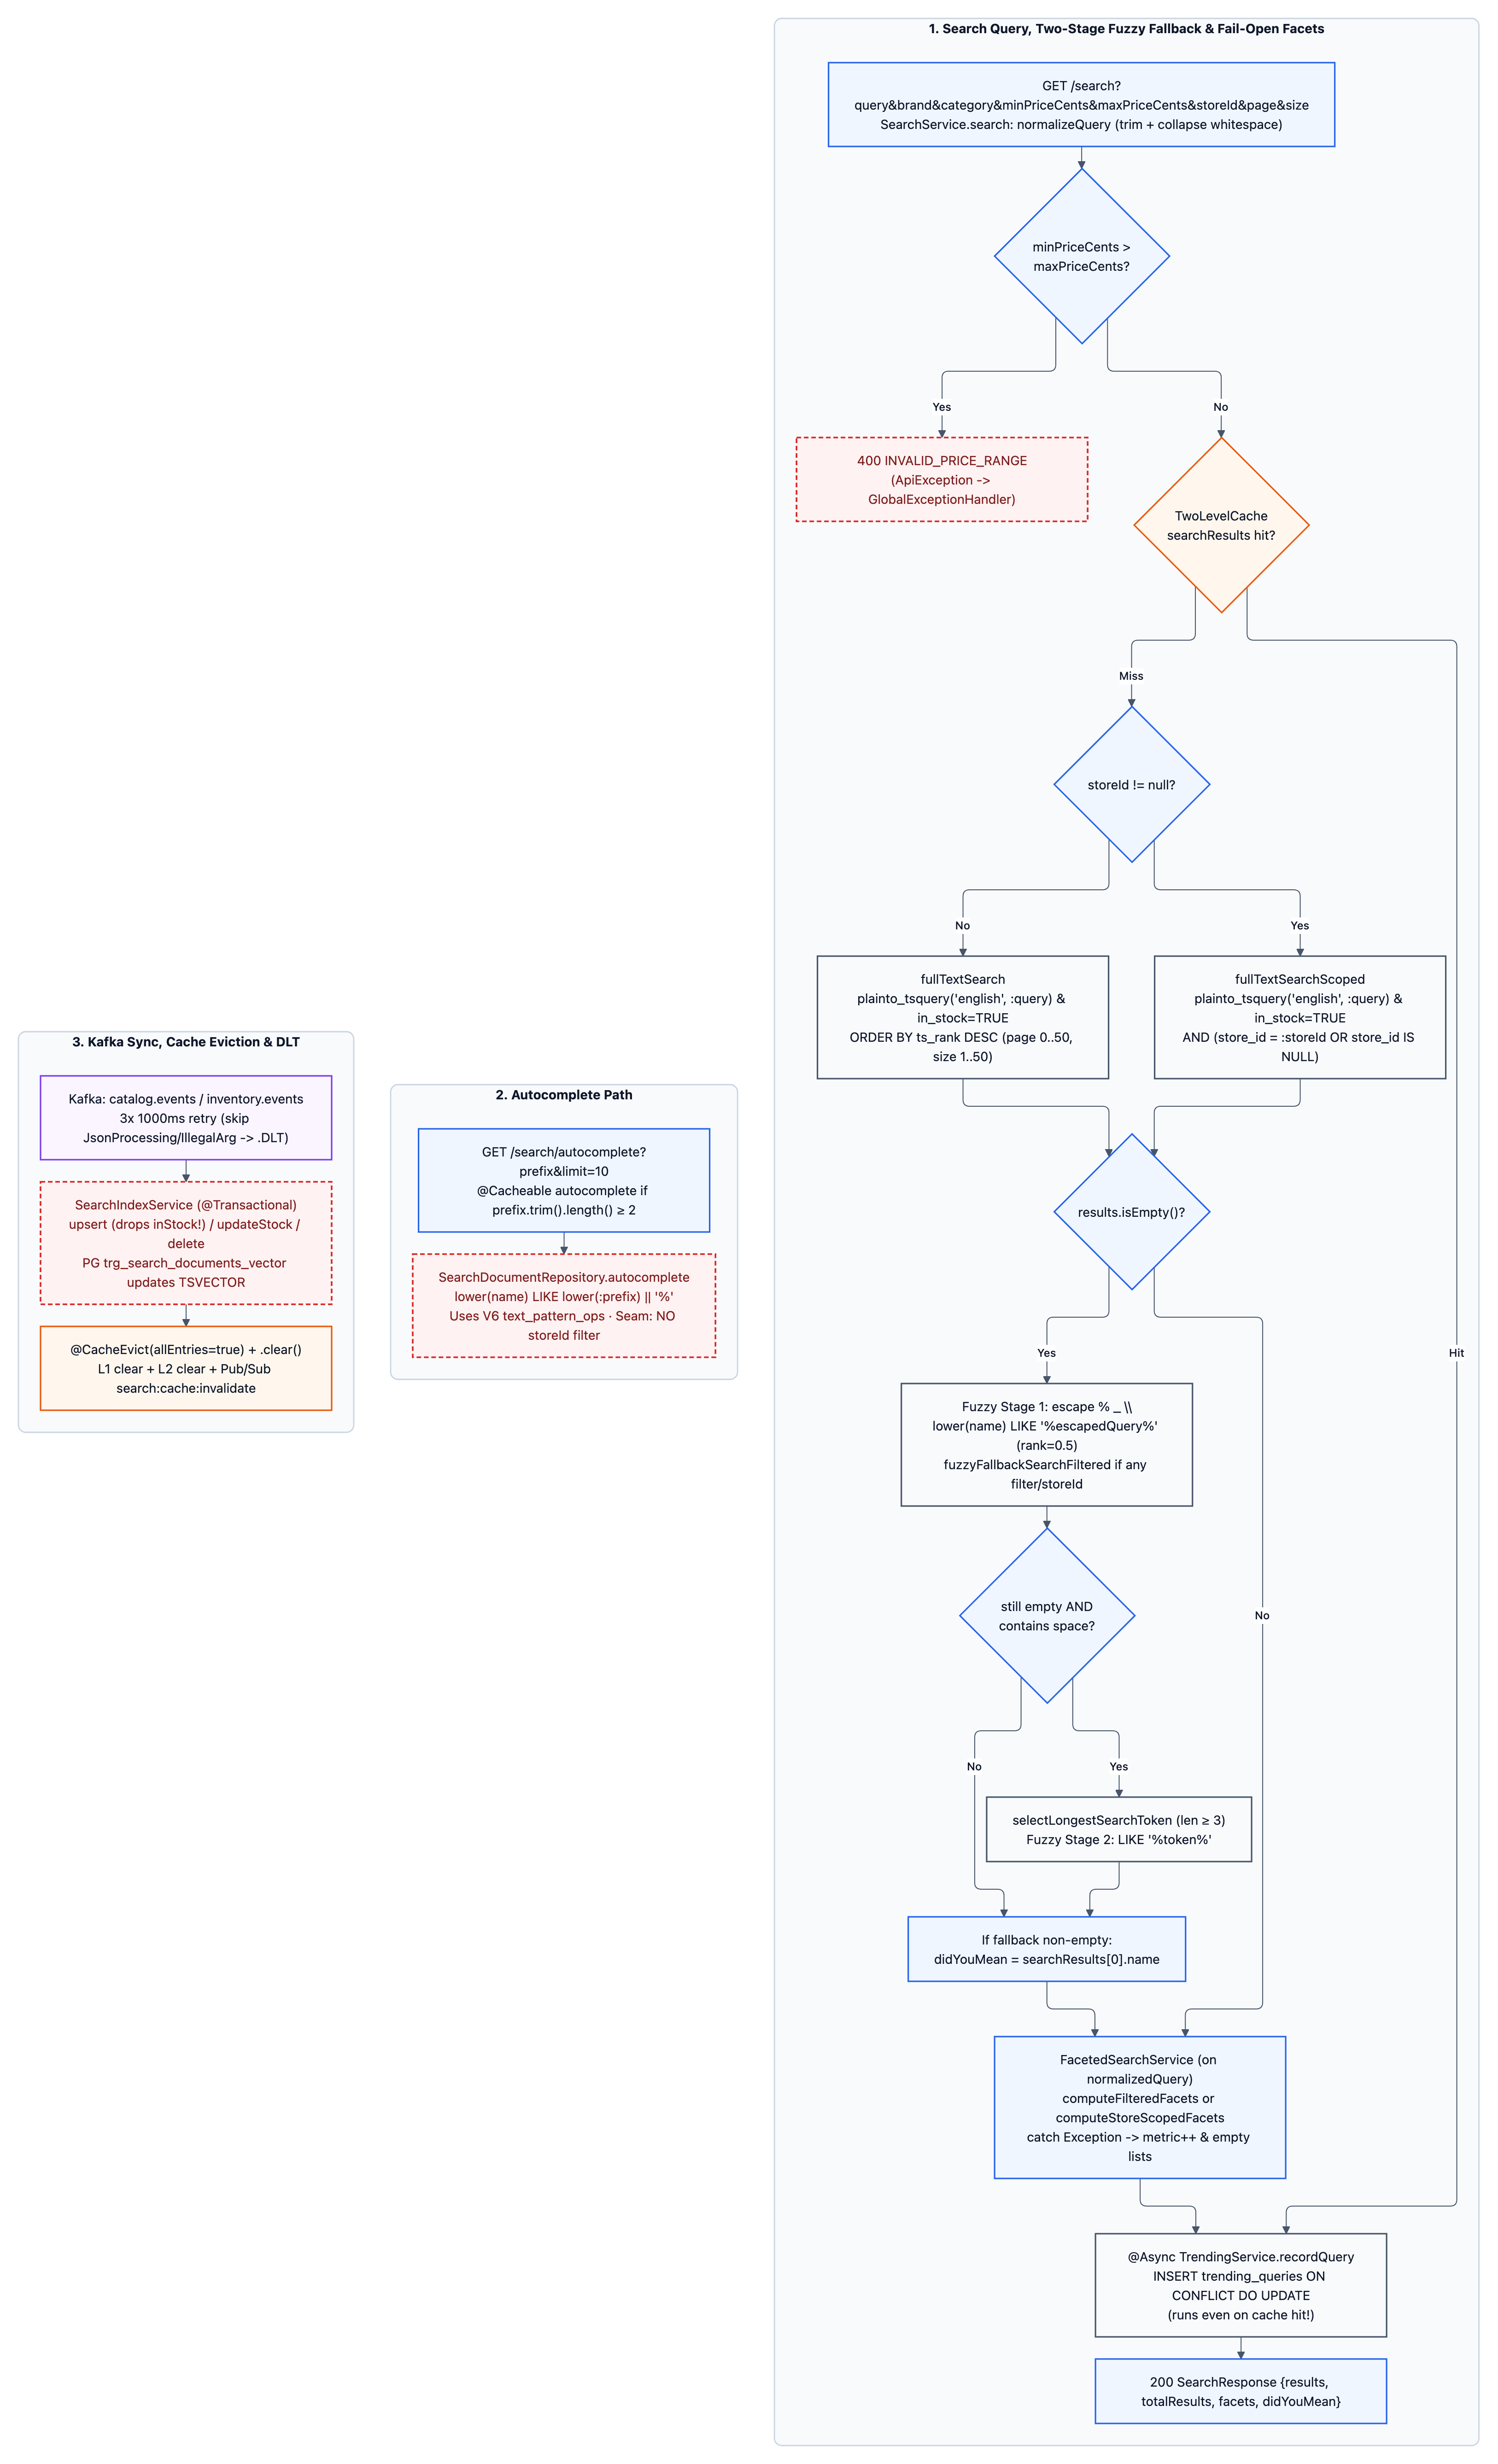 1. Search Query, Two-Stage Fuzzy Fallback & Fail-Open Facets
GET /search?
query&brand&category&minPriceCents&maxPriceCents&storeId&page&size
SearchService.search: normalizeQuery (trim + collapse whitespace)
minPriceCents >
maxPriceCents?
Yes
No
400 INVALID_PRICE_RANGE
(ApiException ->
GlobalExceptionHandler)
TwoLevelCache
searchResults hit?
Miss
Hit
storeId != null?
No
Yes
fullTextSearch
plainto_tsquery('english', :query) &
in_stock=TRUE
ORDER BY ts_rank DESC (page 0..50,
size 1..50)
fullTextSearchScoped
plainto_tsquery('english', :query) &
in_stock=TRUE
AND (store_id = :storeId OR store_id IS
NULL)
results.isEmpty()?
Yes
No
Fuzzy Stage 1: escape % _ \\
lower(name) LIKE '%escapedQuery%'
(rank=0.5)
fuzzyFallbackSearchFiltered if any
filter/storeId
still empty AND
contains space?
No
Yes
selectLongestSearchToken (len ≥ 3)
Fuzzy Stage 2: LIKE '%token%'
If fallback non-empty:
didYouMean = searchResults[0].name
FacetedSearchService (on
normalizedQuery)
computeFilteredFacets or
computeStoreScopedFacets
catch Exception -> metric++ & empty
lists
@Async TrendingService.recordQuery
INSERT trending_queries ON
CONFLICT DO UPDATE
(runs even on cache hit!)
200 SearchResponse {results,
totalResults, facets, didYouMean}
2. Autocomplete Path
GET /search/autocomplete?
prefix&limit=10
@Cacheable autocomplete if
prefix.trim().length() ≥ 2
SearchDocumentRepository.autocomplete
lower(name) LIKE lower(:prefix) || '%'
Uses V6 text_pattern_ops · Seam: NO
storeId filter
3. Kafka Sync, Cache Eviction & DLT
Kafka: catalog.events / inventory.events
3x 1000ms retry (skip
JsonProcessing/IllegalArg -> .DLT)
SearchIndexService (@Transactional)
upsert (drops inStock!) / updateStock /
delete
PG trg_search_documents_vector
updates TSVECTOR
@CacheEvict(allEntries=true) + .clear()
L1 clear + L2 clear + Pub/Sub
search:cache:invalidate